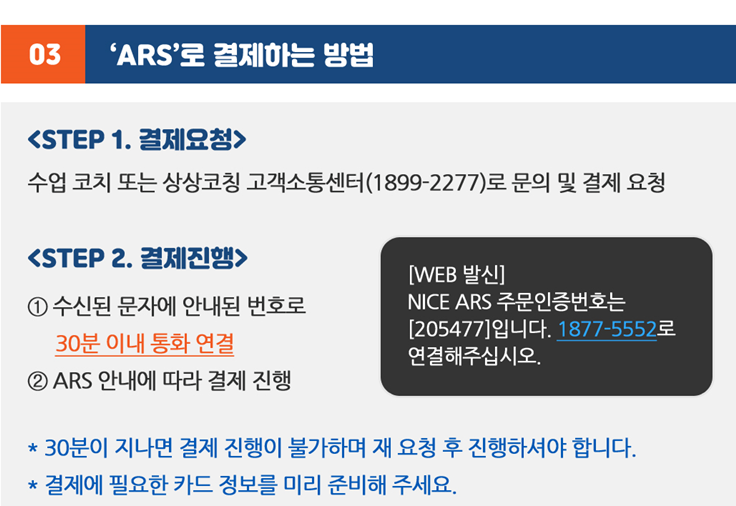 03 ‘ARS’로 결제하는 방법
<STEP 1. 결제요청>
수업 코치 또는 상상코칭 고객소통센터(1899-2277)로 문의 및 결제 요청
<STEP 2. 결제진행>
① 수신된 문자에 안내된 번호로
30분 이내 통화 연결
② ARS 안내에 따라 결제 진행
[WEB 발신]
NICE ARS 주문인증번호는
[205477]입니다. 1877-5552로
연결해주십시오.
* 30분이 지나면 결제 진행이 불가하며 재 요청 후 진행하셔야 합니다.
* 결제에 필요한 카드 정보를 미리 준비해 주세요.